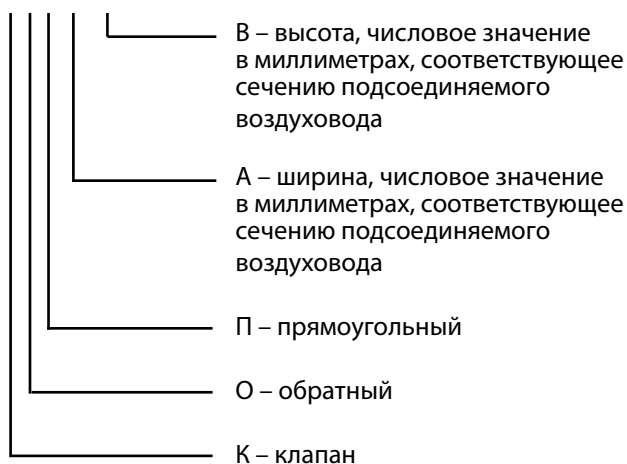 В – высота, числовое значение
в миллиметрах, соответствующее
сечению подсоединяемого
воздуховода
А – ширина, числовое значение
в миллиметрах, соответствующее
сечению подсоединяемого
воздуховода
П – прямоугольный
О – обратный
К – клапан